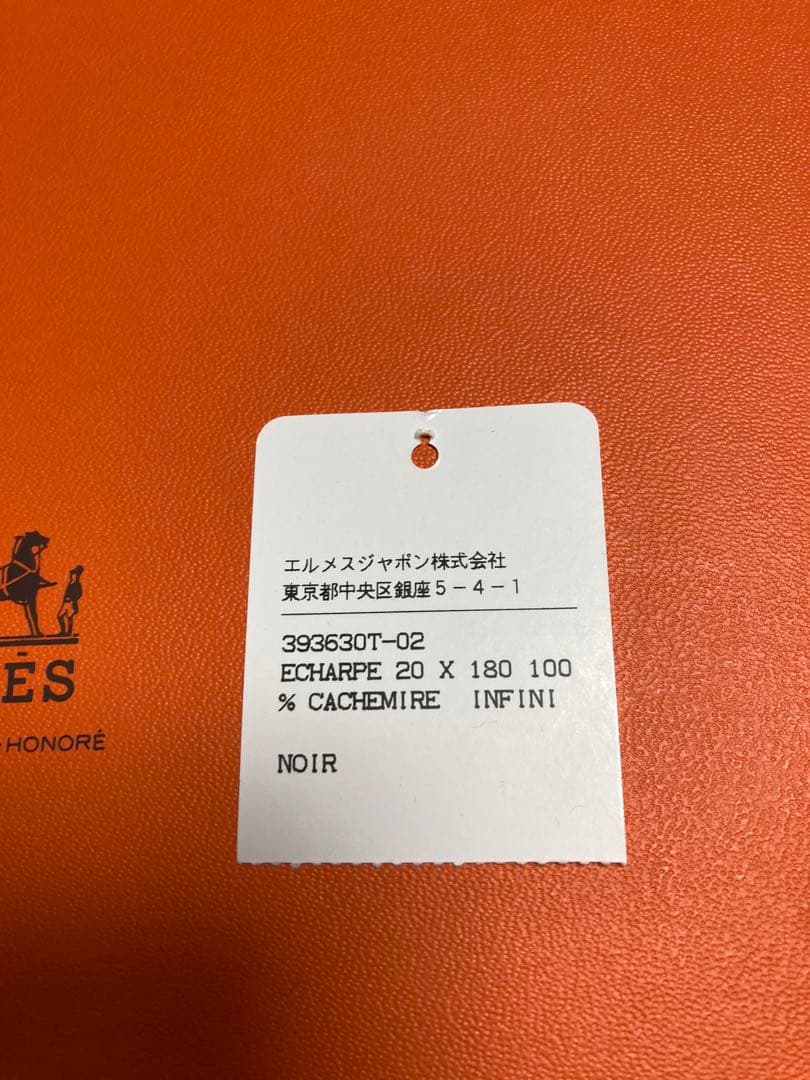 エルメスジャポン株式会社
東京都中央区銀座5-4-1
393630T-02
ECHARPE 20 X 180 100
% CACHEMIRE INFINI
NOIR
ÈS
-HONORÉ